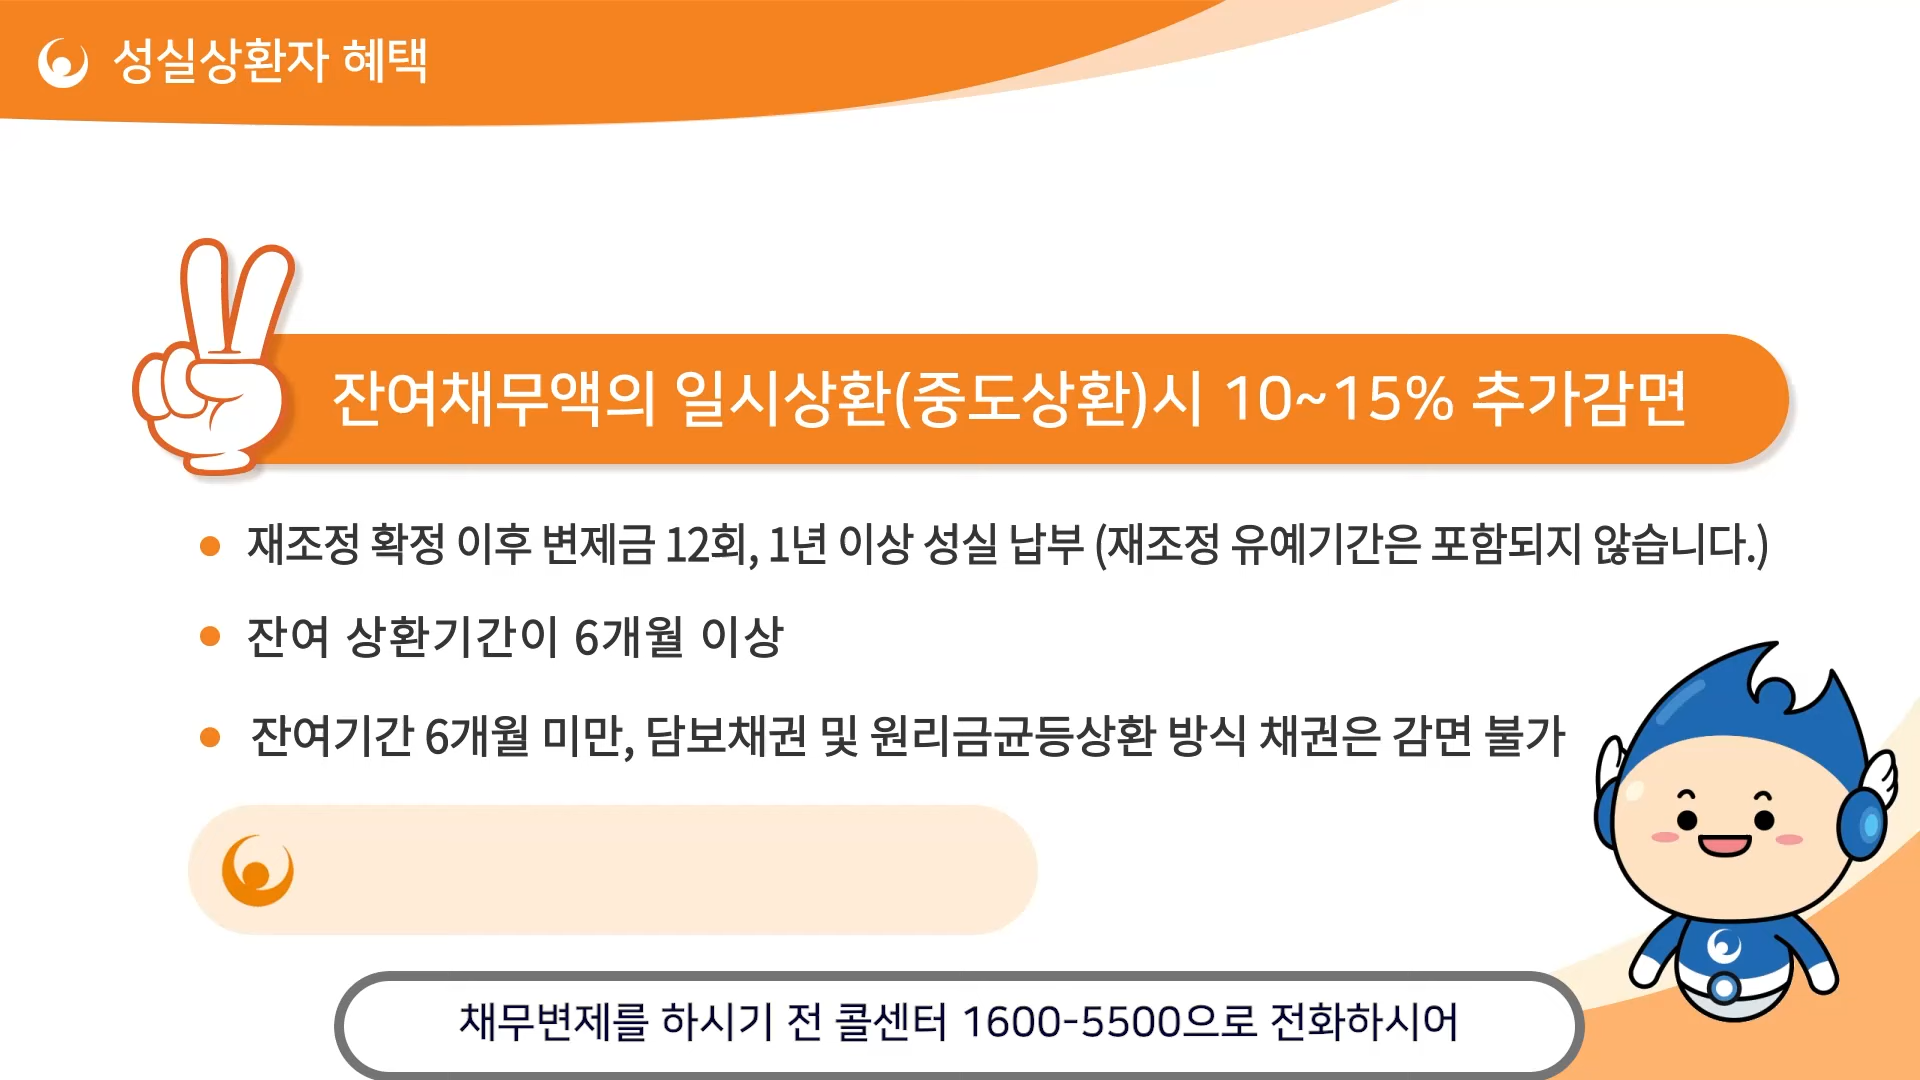 성실상환자 혜택
잔여채무액의 일시상환(중도상환)시 10~15% 추가감면
재조정 확정 이후 변제금 12회, 1년 이상 성실 납부 (재조정 유예기간은 포함되지 않습니다.)
잔여 상환기간이 6개월 이상
잔여기간 6개월 미만, 담보채권 및 원리금균등상환 방식 채권은 감면 불가
채무변제를 하시기 전 콜센터 1600-5500으로 전화하시어